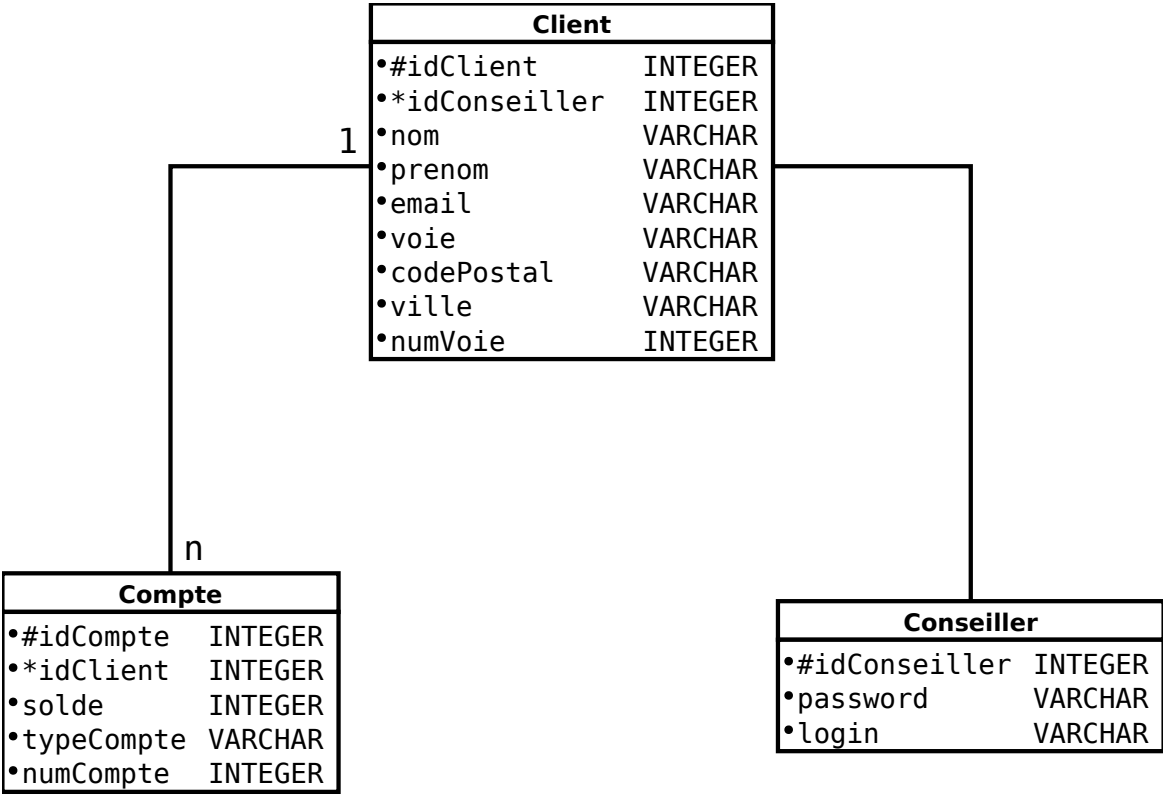 Client
•#idClient INTEGER
•*idConseiller INTEGER
•nom VARCHAR
•prenom VARCHAR
•email VARCHAR
•voie VARCHAR
•codePostal VARCHAR
•ville VARCHAR
•numVoie INTEGER
1
n
Compte
•#idCompte INTEGER
•*idClient INTEGER
•solde INTEGER
•typeCompte VARCHAR
•numCompte INTEGER
Conseiller
•#idConseiller INTEGER
•password VARCHAR
•login VARCHAR